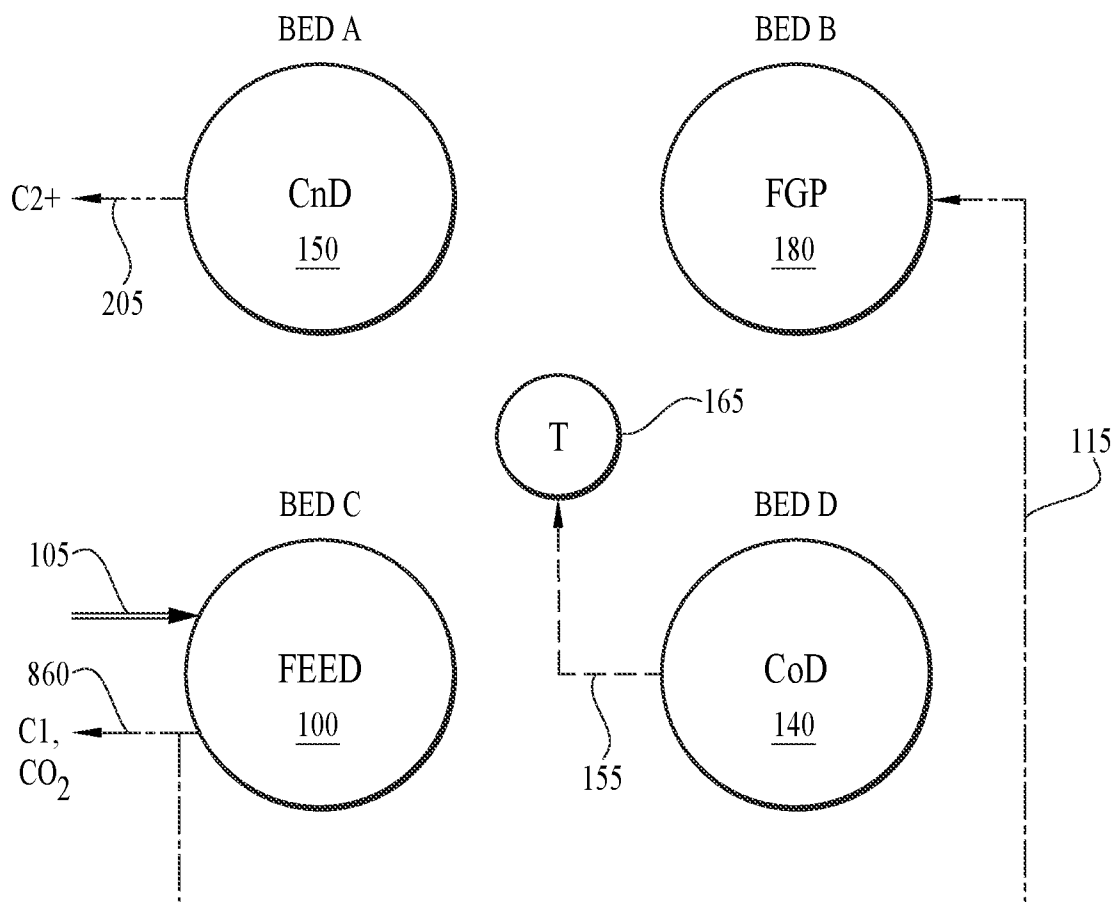 BED A
BED B
C2+
CnD
150
205
FGP
180
T
165
115
BED C
BED D
105
FEED
100
860
C1,
CO2
CoD
140
155